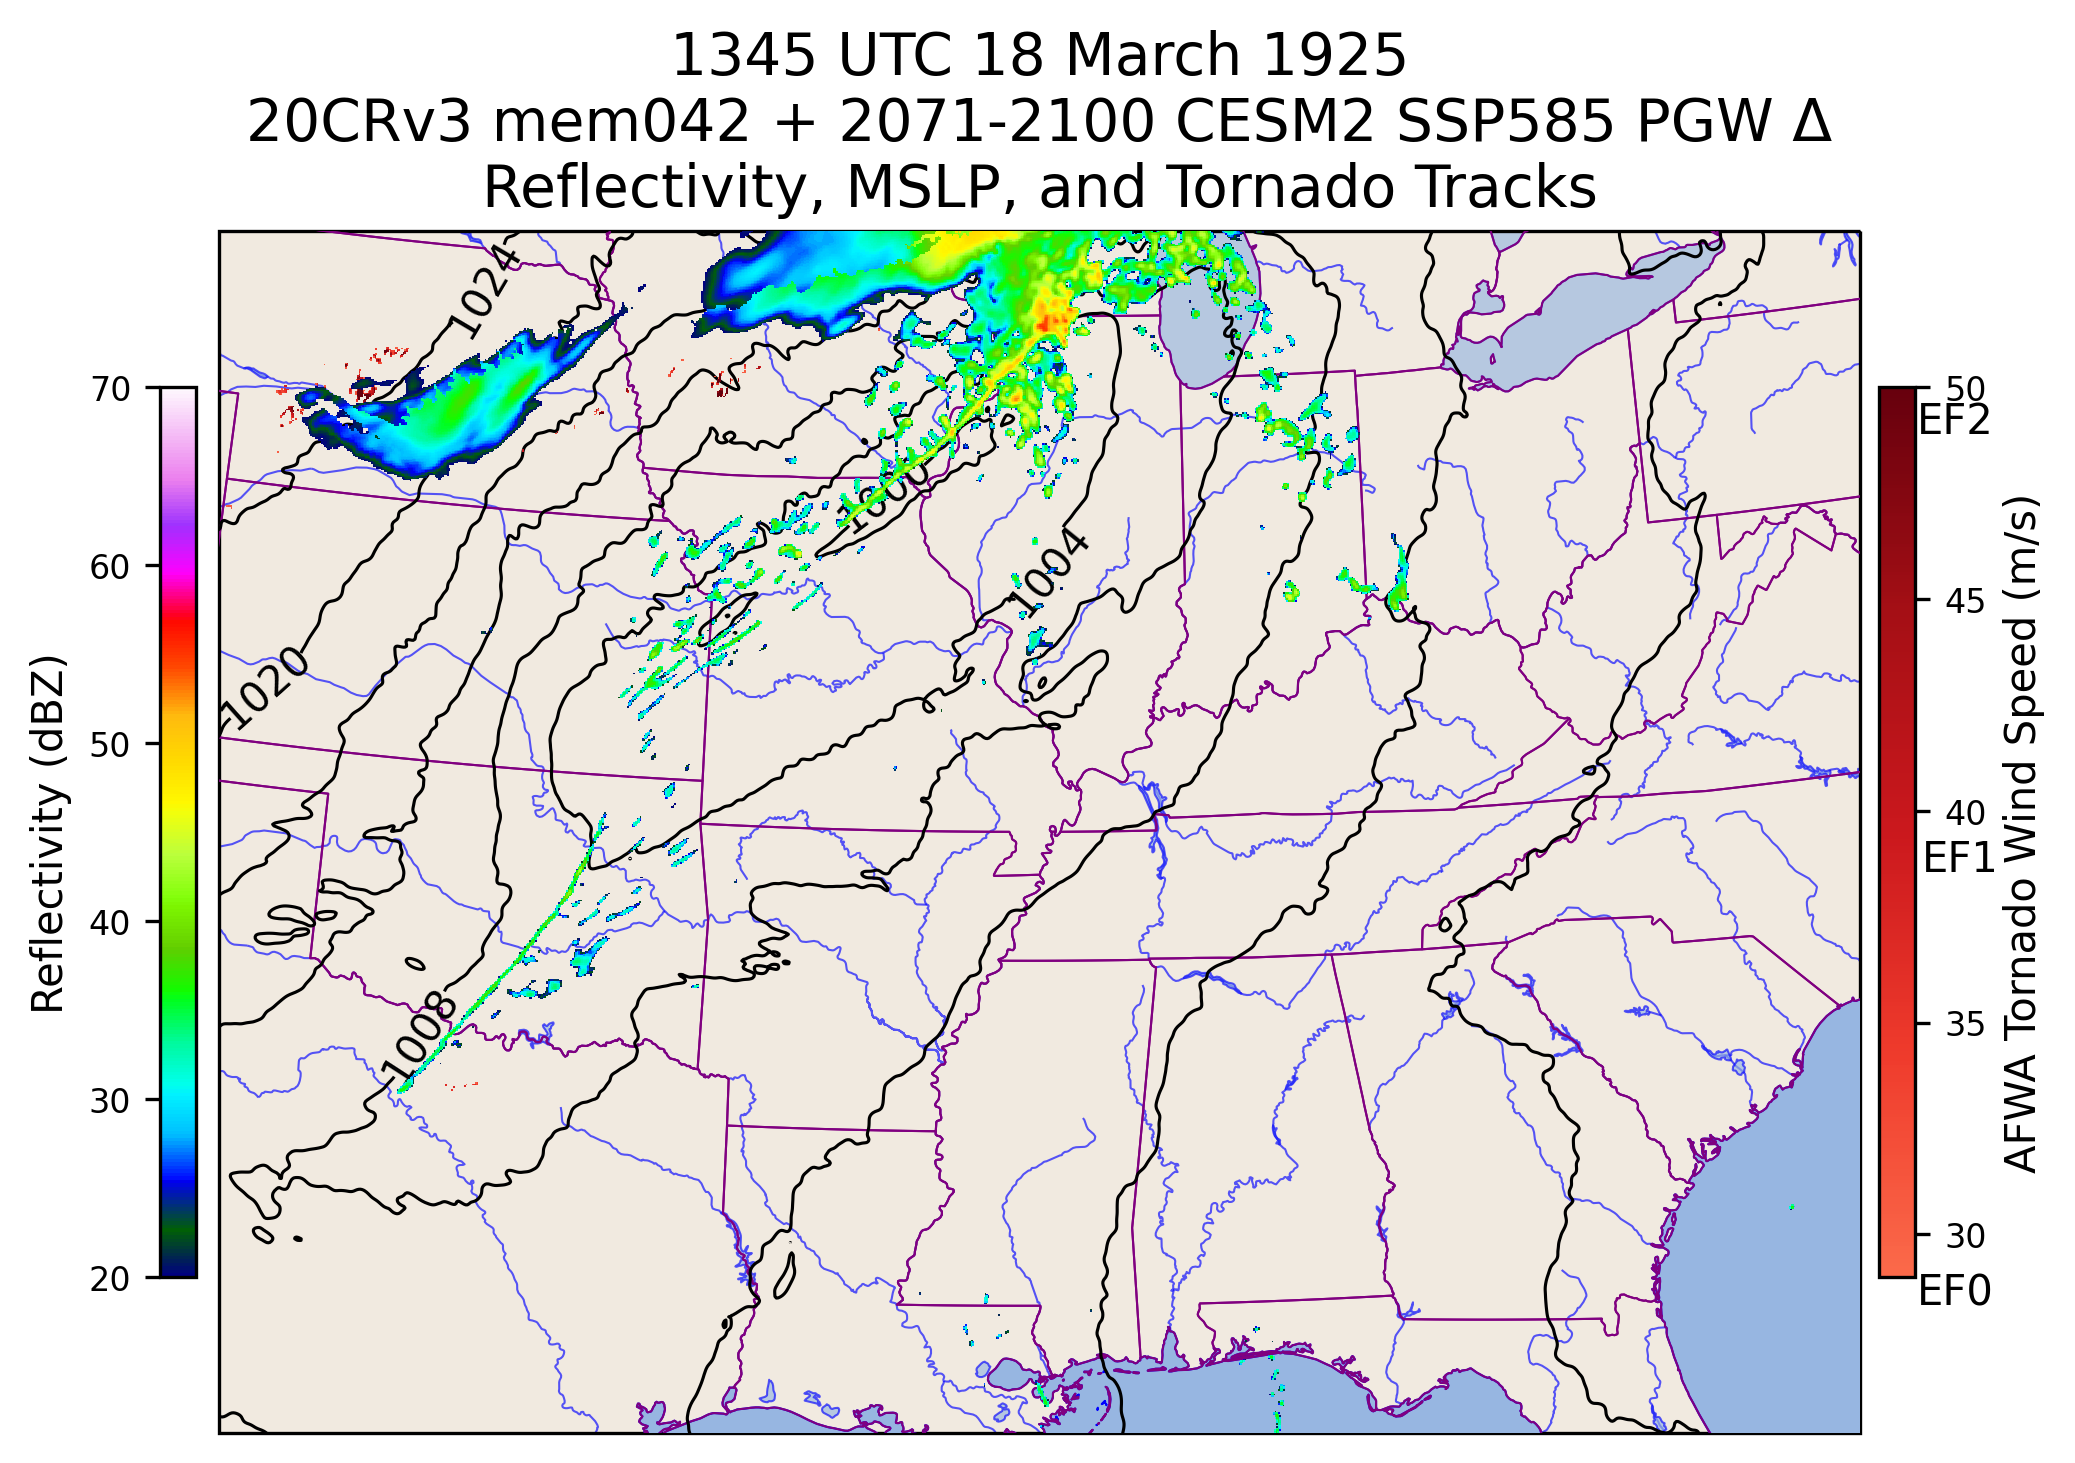 1345 UTC 18 March 1925
20CRv3 mem042 + 2071-2100 CESM2 SSP585 PGW Δ
Reflectivity, MSLP, and Tornado Tracks
Reflectivity (dBZ)
70
60
50
40
30
20
1024
1020
1000
1004
1008
50
EF2
45
40
EF1
35
30
EF0
AFWA Tornado Wind Speed (m/s)